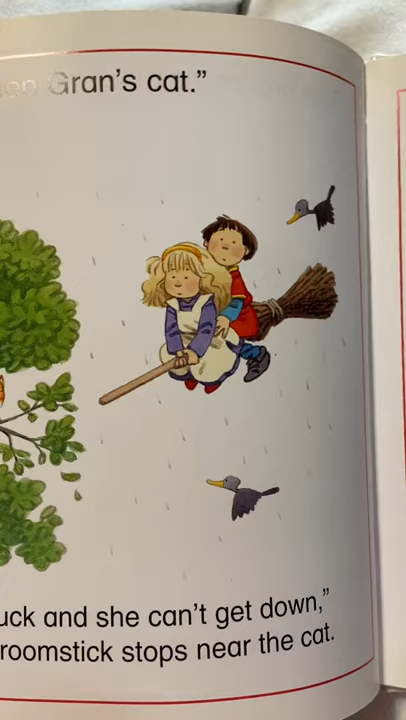 Gran's cat."
uck and she can't get down,"
roomstick stops near the cat.